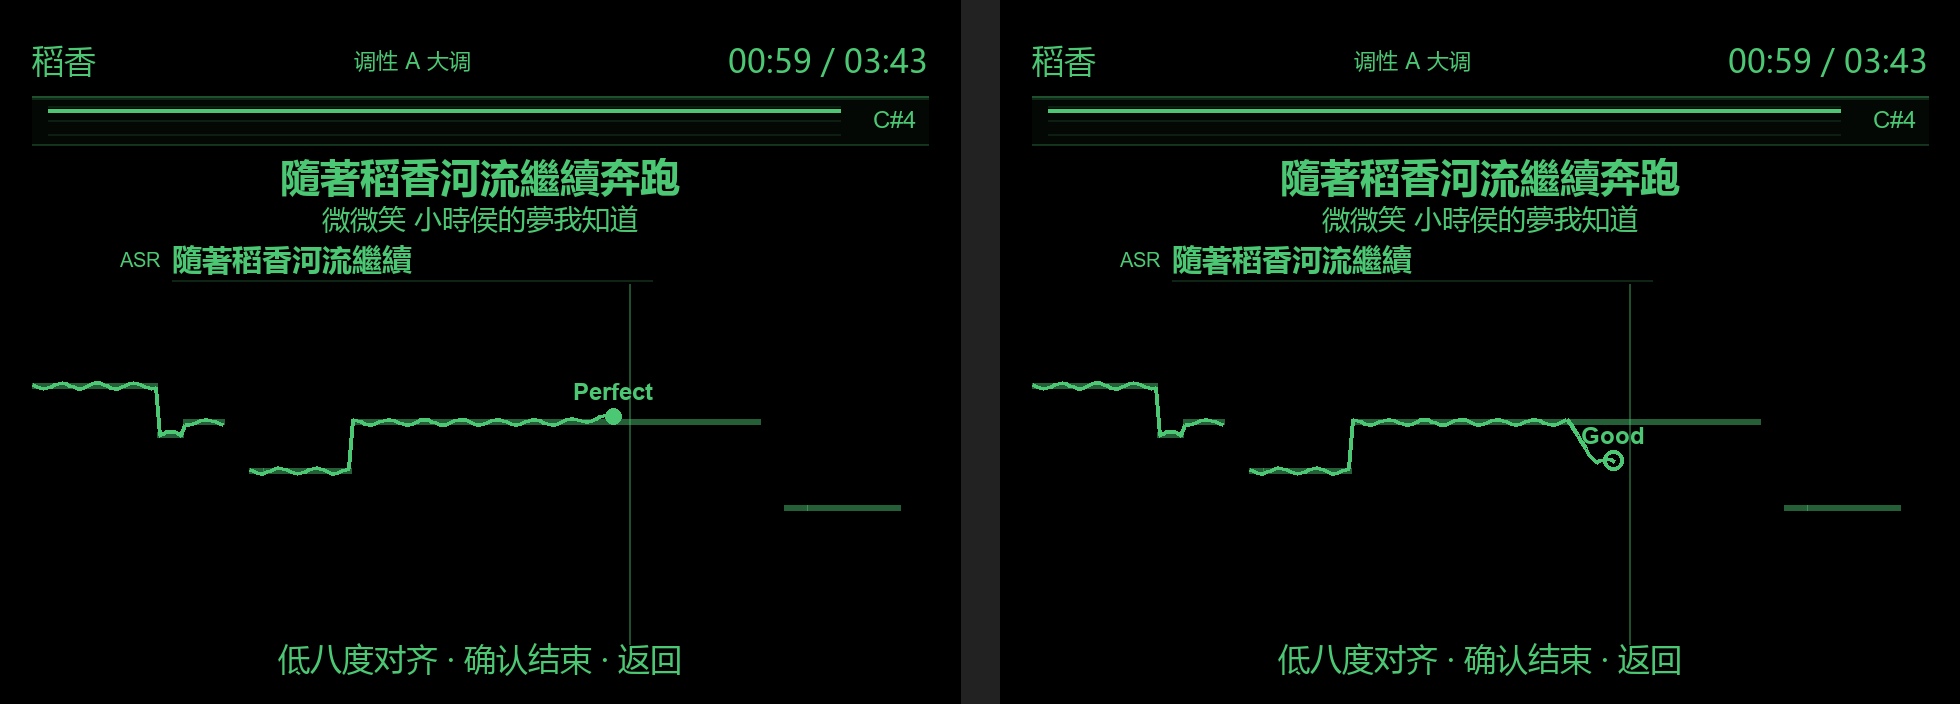 稻香
调性 A 大调
00:59 / 03:43
C#4
隨著稻香河流繼續奔跑
微微笑 小時侯的夢我知道
ASR 隨著稻香河流繼續
Perfect
低八度对齐 · 确认结束 · 返回
稻香
调性 A 大调
00:59 / 03:43
C#4
隨著稻香河流繼續奔跑
微微笑 小時侯的夢我知道
ASR 隨著稻香河流繼續
Good
低八度对齐 · 确认结束 · 返回